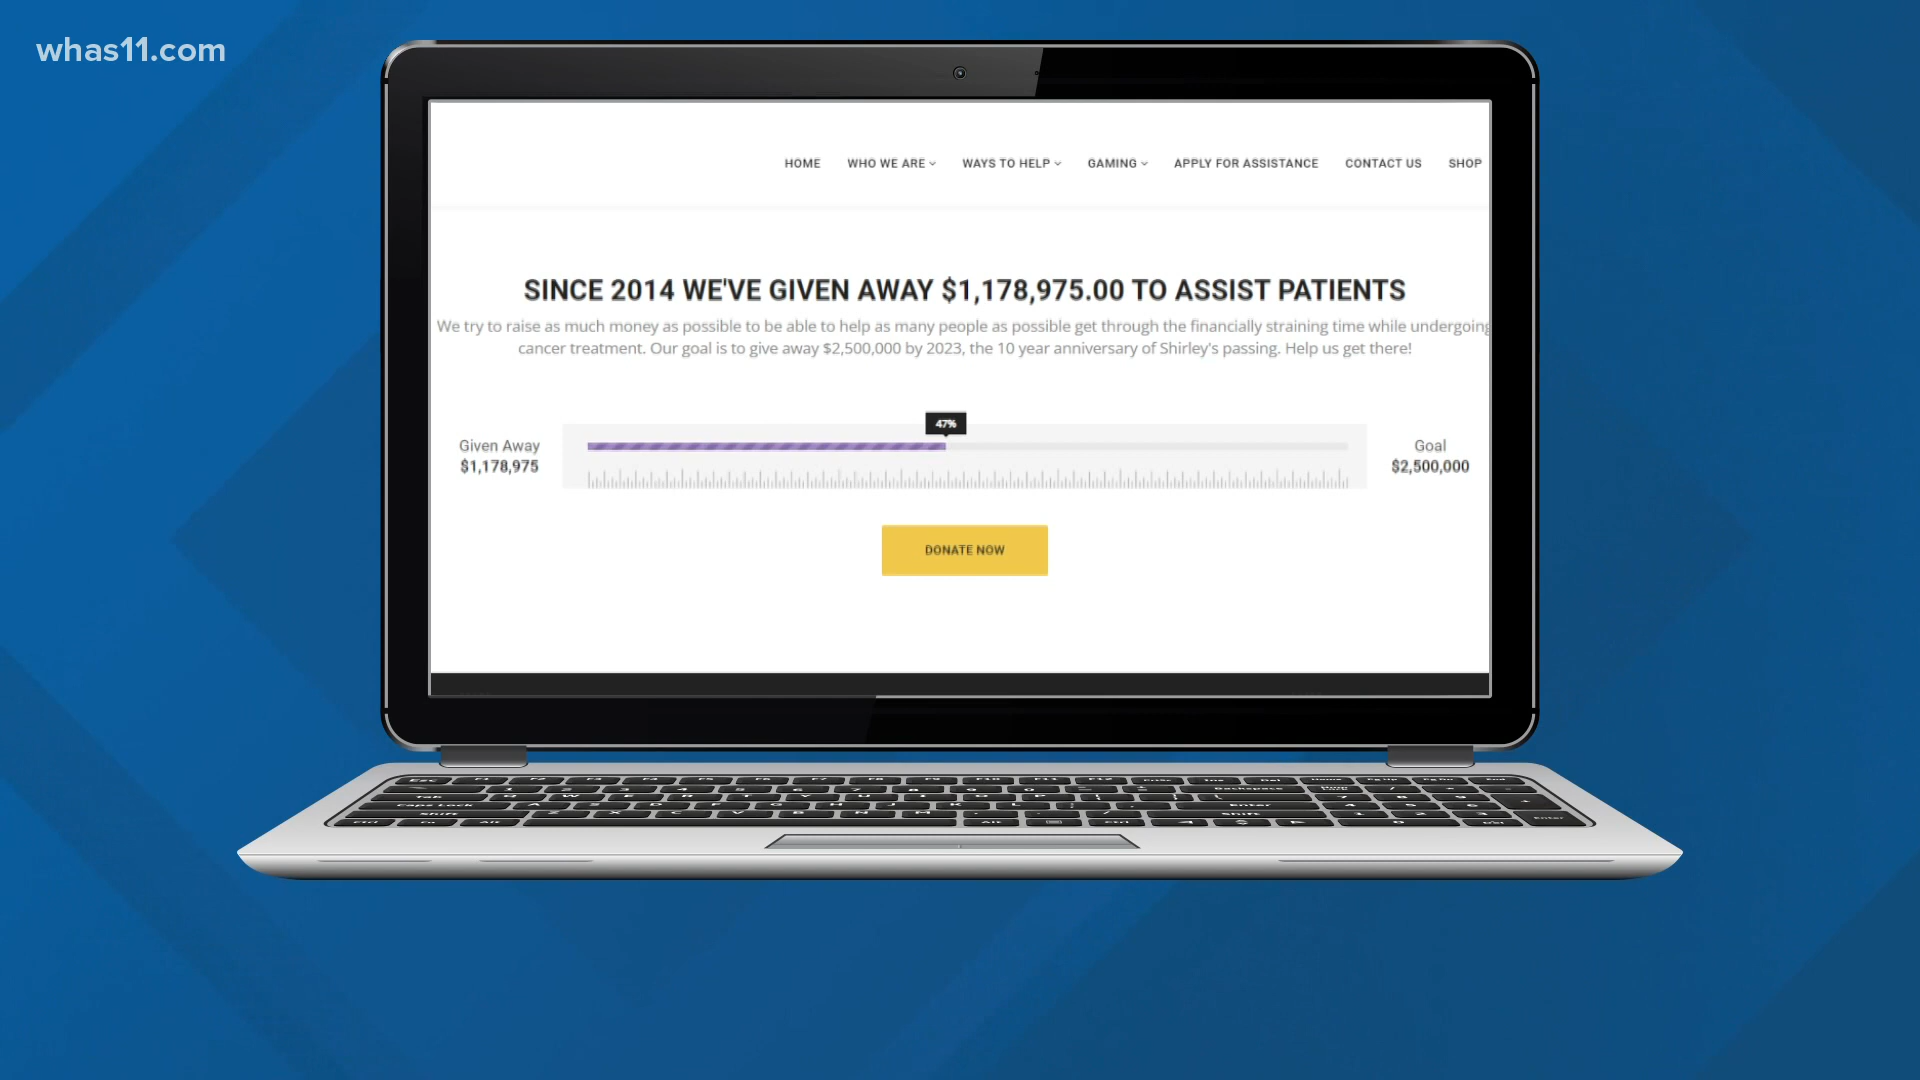 whas11.com
HOME WHO WE ARE WAYS TO HELP GAMING APPLY FOR ASSISTANCE CONTACT US SHOP
SINCE 2014 WE'VE GIVEN AWAY $1,178,975.00 TO ASSIST PATIENTS
We try to raise as much money as possible to be able to help as many people as possible get through the financially straining time while undergoing
cancer treatment. Our goal is to give away $2,500,000 by 2023, the 10 year anniversary of Shirley's passing. Help us get there!
47%
Given Away
$1,178,975
Goal
$2,500,000
DONATE NOW